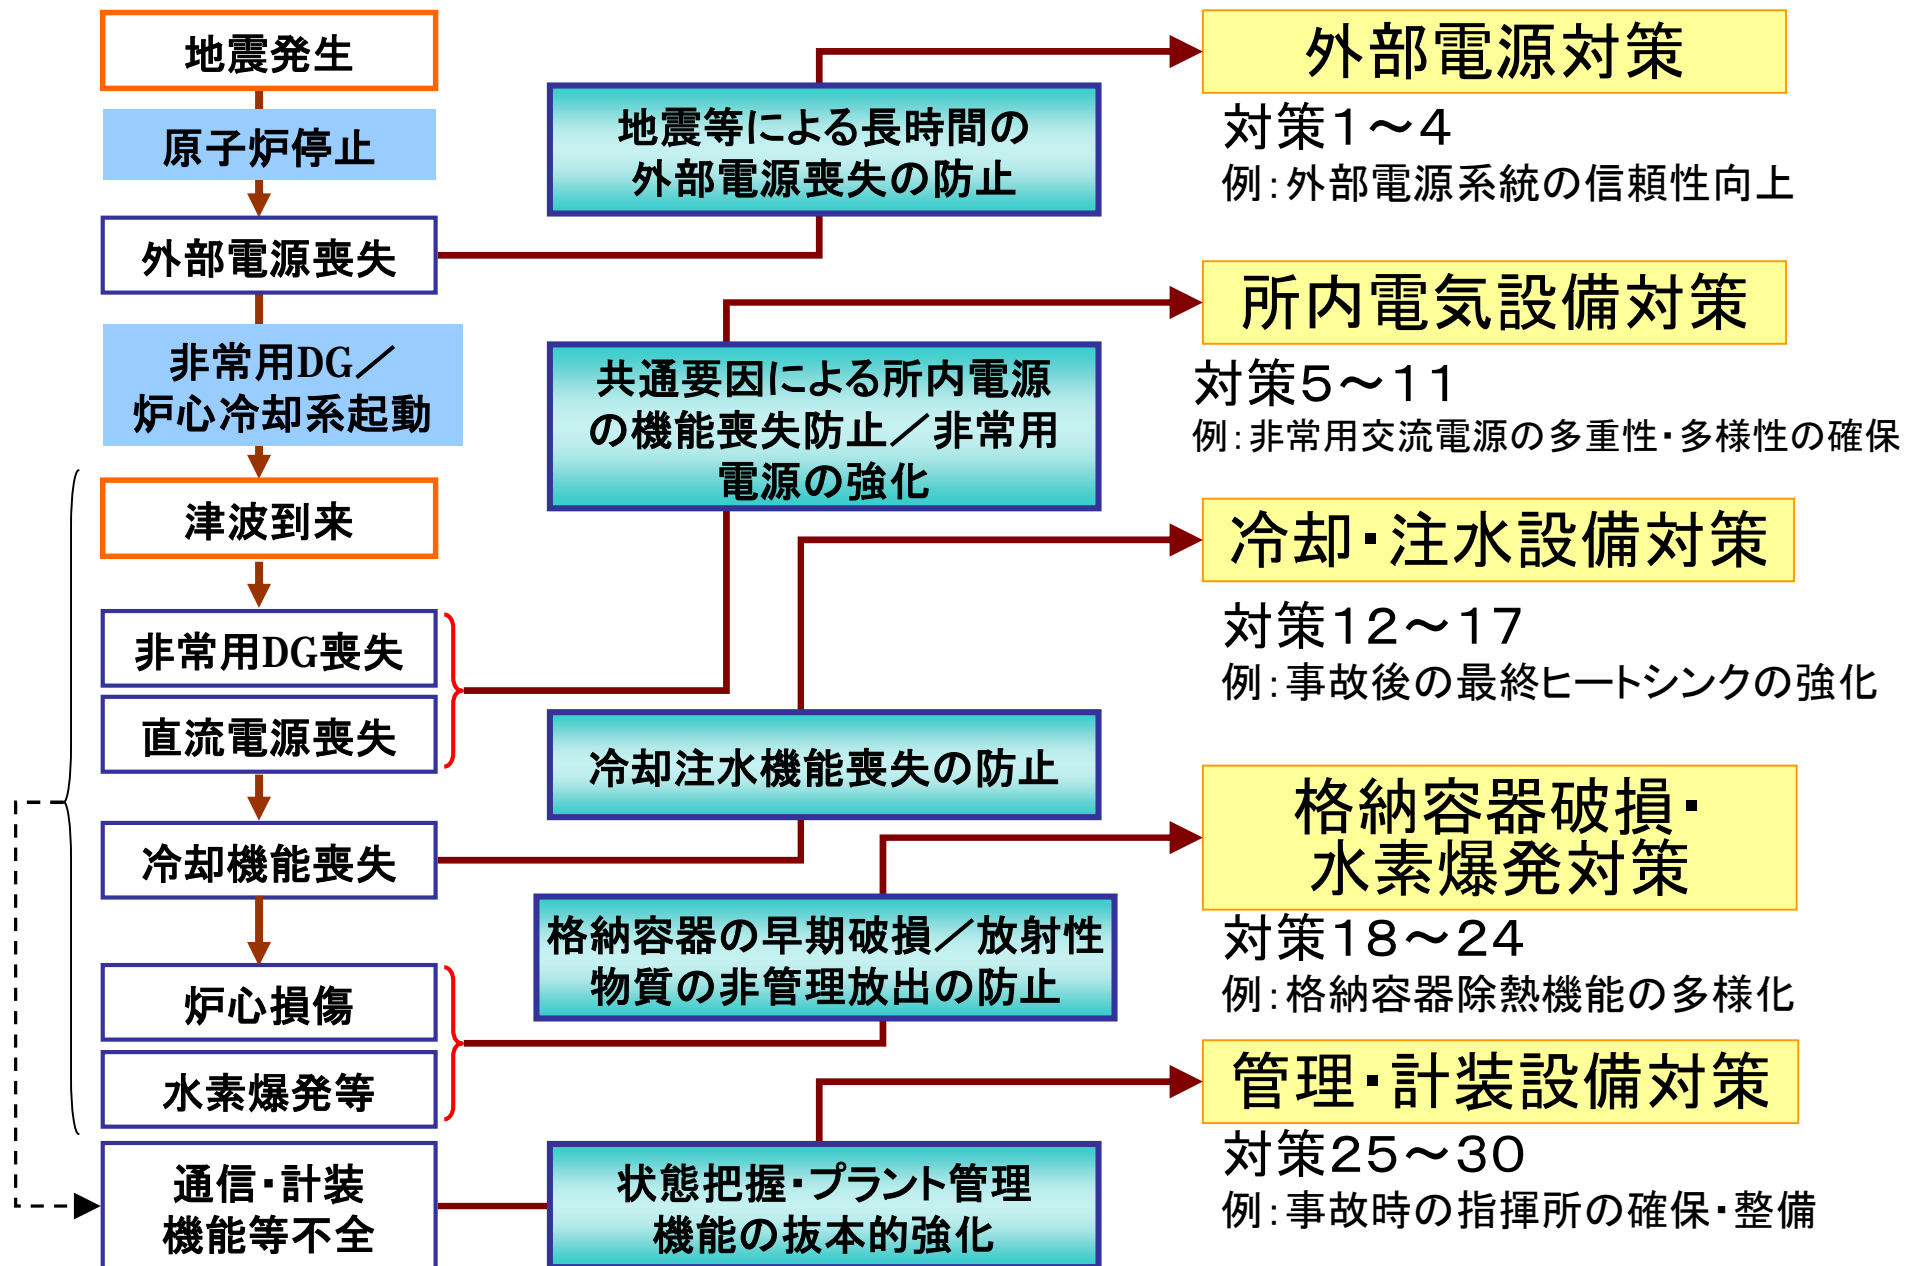 地震発生
原子炉停止
外部電源喪失
非常用DG／
炉心冷却系起動
津波到来
非常用DG喪失
直流電源喪失
冷却機能喪失
炉心損傷
水素爆発等
通信・計装
機能等不全
地震等による長時間の
外部電源喪失の防止
共通要因による所内電源
の機能喪失防止／非常用
電源の強化
冷却注水機能喪失の防止
格納容器の早期破損／放射性
物質の非管理放出の防止
状態把握・プラント管理
機能の抜本的強化
外部電源対策
対策１～４
例：外部電源系統の信頼性向上
所内電気設備対策
対策５～１１
例：非常用交流電源の多重性・多様性の確保
冷却・注水設備対策
対策１２～１７
例：事故後の最終ヒートシンクの強化
格納容器破損・
水素爆発対策
対策１８～２４
例：格納容器除熱機能の多様化
管理・計装設備対策
対策２５～３０
例：事故時の指揮所の確保・整備